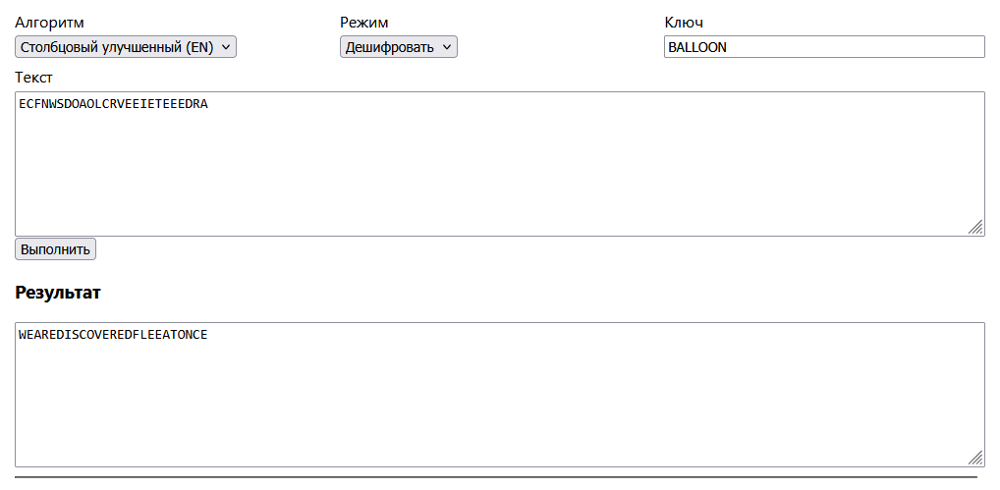 Алгоритм Режим Ключ
Столбцовый улучшенный (EN) Дешифровать BALLOON
Текст
ECFNWSDOAOLCRVEEIETEEEDRA
Выполнить
Результат
WEAREDISCOVEREDFLEEATONCE